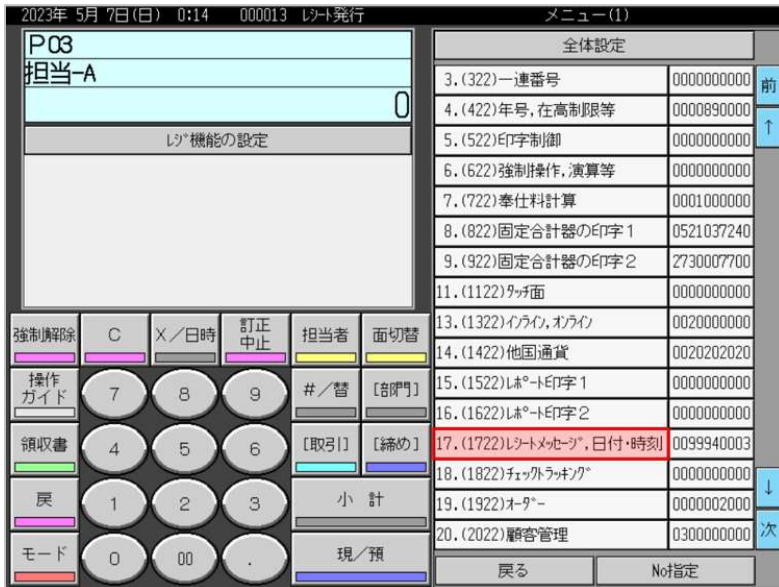 2023年 5月 7日(日) 0:14 000013 ﾚｼｰﾄ発行
メニュー(1)
P03
担当-A
0
ﾚｼﾞ機能の設定
強制解除
C
X／日時
訂正
中止
担当者
面切替
操作
ガイド
7
8
9
#／替
[部門]
領収書
4
5
6
[取引]
[締め]
戻
1
2
3
小 計
モード
0
00
.
現／預
全体設定
3.(322)一連番号 0000000000
4.(422)年号,在高制限等 0000890000
5.(522)印字制御 0000000000
6.(622)強制操作,演算等 0000000000
7.(722)奉仕料計算 0001000000
8.(822)固定合計器の印字1 0521037240
9.(922)固定合計器の印字2 2730007700
11.(1122)ﾀｯﾁ面 0000000000
13.(1322)ｲﾝﾗｲﾝ,ｵﾝﾗｲﾝ 0020000000
14.(1422)他国通貨 0020202020
15.(1522)ﾚﾎﾟｰﾄ印字1 0000000000
16.(1622)ﾚﾎﾟｰﾄ印字2 0000000000
17.(1722)ﾚｼｰﾄﾒｯｾｰｼﾞ,日付･時刻 0099940003
18.(1822)ﾁｪｯｸﾄﾗｯｷﾝｸﾞ 0000000000
19.(1922)ｵｰﾀﾞｰ 0000002000
20.(2022)顧客管理 0300000000
前
↑
↓
次
戻る
No指定